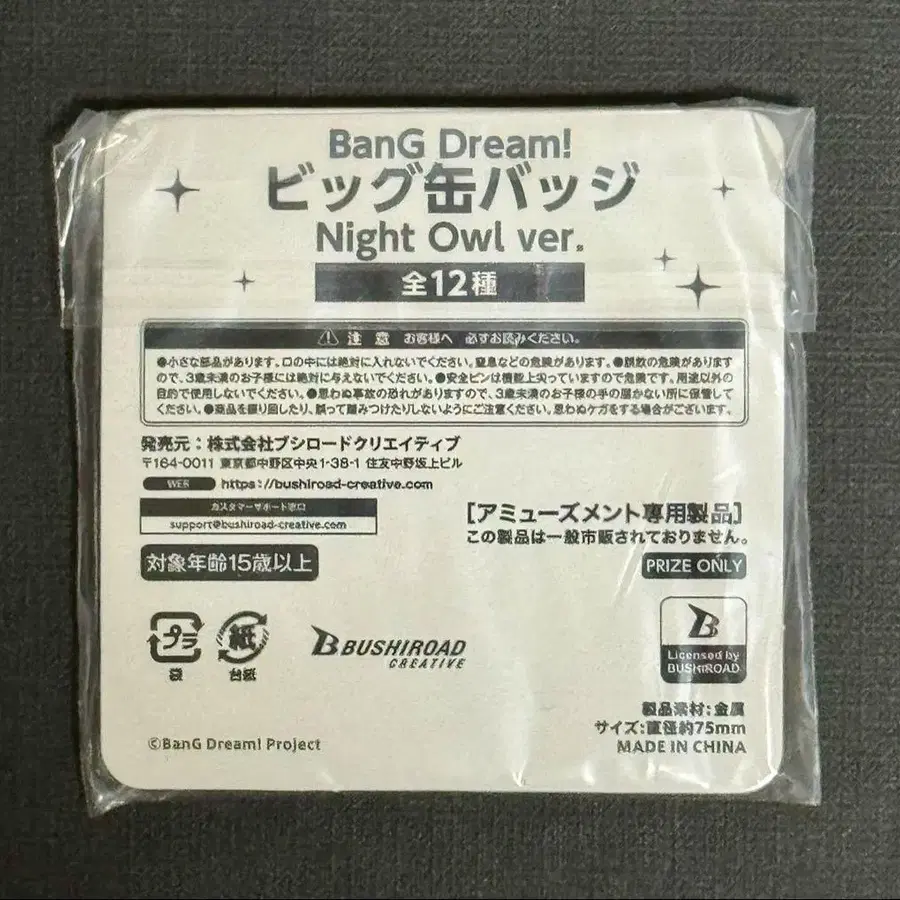 BanG Dream!
ビッグ缶バッジ
Night Owl ver.
全12種
注 意 お客様へ 必ずお読みください。
●小さな部品があります。口の中には絶対に入れないでください。窒息などの危険があります。●誤飲の危険があります
ので、3歳未満のお子様には絶対に与えないでください。●安全ピンは機能上尖っていますので危険です。用途以外の
目的で使用しないでください。●思わぬ事故の恐れがありますので、3歳未満のお子様の手の届かない所に保管して
ください。●商品を振り回したり、誤って踏みつけたりしないようにご注意ください。思わぬケガをする場合がございます。
発売元：株式会社ブシロードクリエイティブ
〒164-0011 東京都中野区中央1-38-1 住友中野坂上ビル
WEB https://bushiroad-creative.com
カスタマーサポート窓口
support@bushiroad-creative.com
[アミューズメント専用製品]
この製品は一般市販されておりません。
対象年齢15歳以上
PRIZE ONLY
プラ
袋
紙
台紙
BUSHIROAD
CREATIVE
Licensed by
BUSHIROAD
製品素材：金属
サイズ：直径約75mm
MADE IN CHINA
©BanG Dream! Project